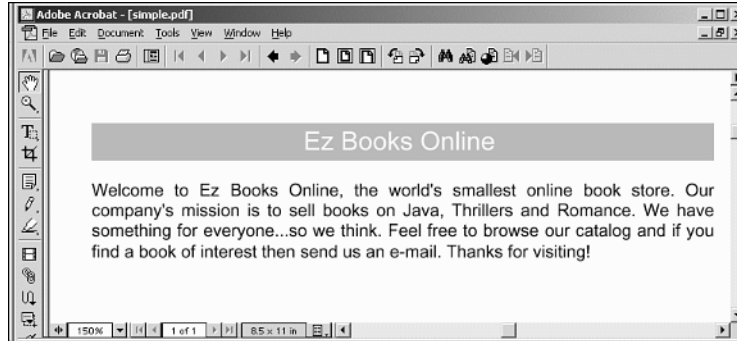 Adobe Acrobat - [simple.pdf]
File Edit Document Tools View Window Help
Ez Books Online
Welcome to Ez Books Online, the world's smallest online book store. Our
company's mission is to sell books on Java, Thrillers and Romance. We have
something for everyone...so we think. Feel free to browse our catalog and if you
find a book of interest then send us an e-mail. Thanks for visiting!
150% 1 of 1 8.5 x 11 in